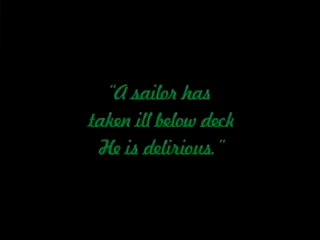 "A sailor has
taken ill below deck
He is delirious."